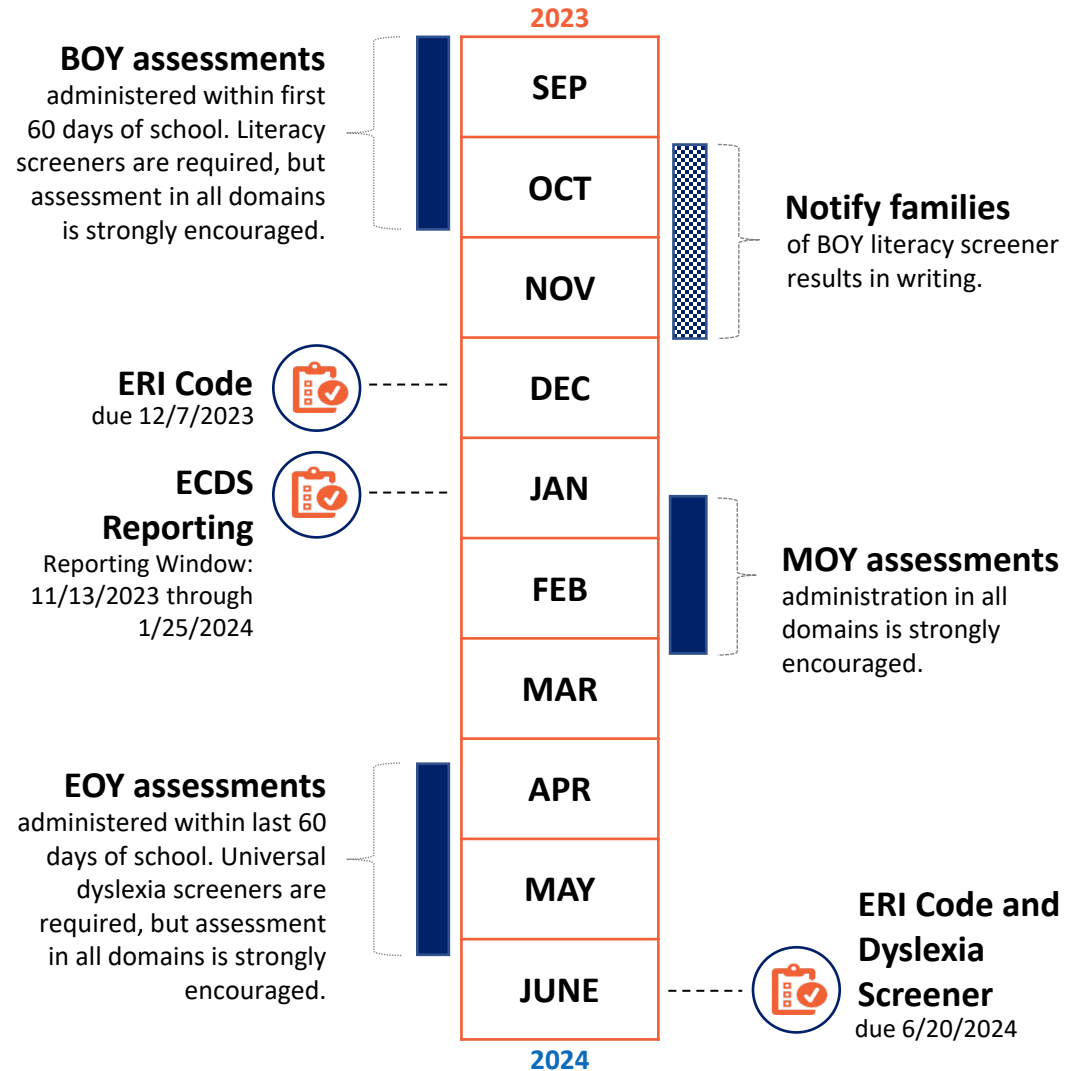 2023
BOY assessments
administered within first
60 days of school. Literacy
screeners are required, but
assessment in all domains
is strongly encouraged.
SEP
OCT
Notify families
of BOY literacy screener
results in writing.
NOV
ERI Code
due 12/7/2023
DEC
ECDS
Reporting
Reporting Window:
11/13/2023 through
1/25/2024
JAN
FEB
MOY assessments
administration in all
domains is strongly
encouraged.
MAR
EOY assessments
administered within last 60
days of school. Universal
dyslexia screeners are
required, but assessment
in all domains is strongly
encouraged.
APR
MAY
JUNE
ERI Code and
Dyslexia
Screener
due 6/20/2024
2024